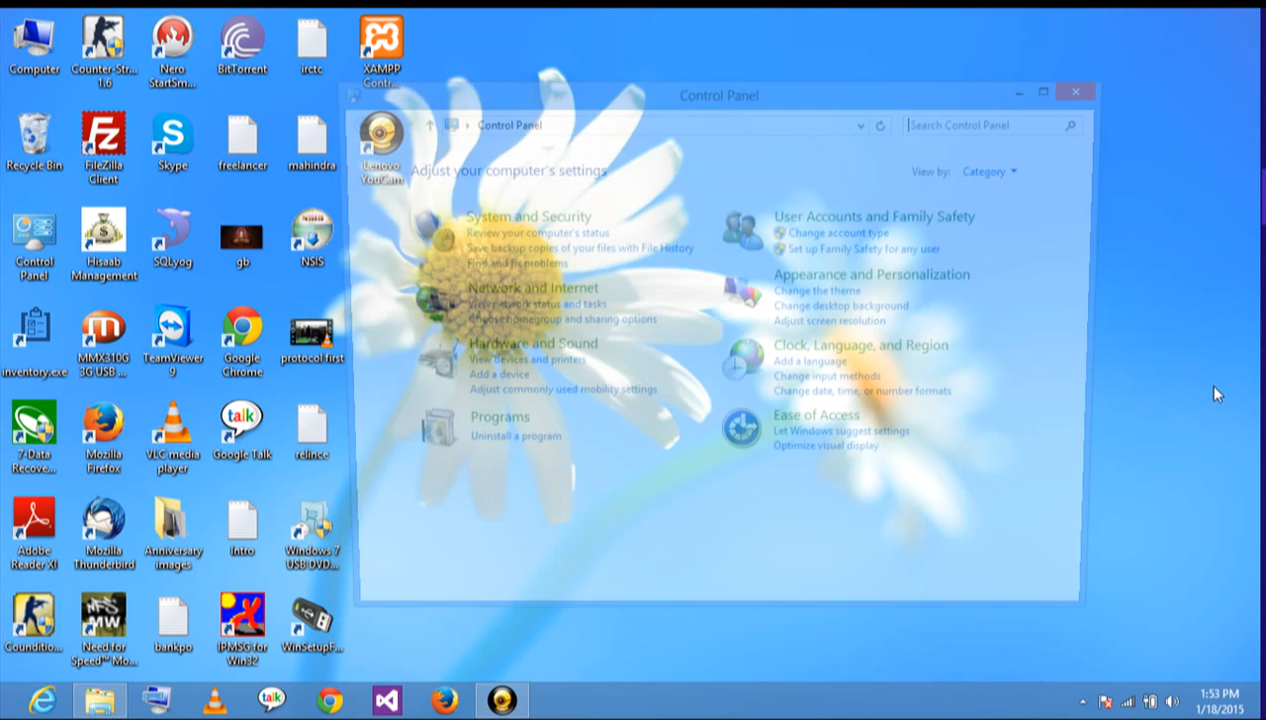 Computer
Counter-Str...
1.6
Nero
StartSm...
BitTorrent
irctc
XAMPP
Contr...
Recycle Bin
FileZilla
Client
Skype
freelancer
mahindra
Lenovo
YouCam
Control
Panel
Hisaab
Management
SQLyog
gb
NSIS
inventory.exe
MMX310G
3G USB ...
TeamViewer
9
Google
Chrome
protocol first
7-Data
Recove...
Mozilla
Firefox
VLC media
player
talk
Google Talk
relince
Adobe
Reader XI
Mozilla
Thunderbird
Anniversary
images
Intro
Windows 7
USB DVD...
Counditio...
NFS
MW
Need for
Speed™ Mo...
bankpo
IPMSG for
Win32
WinSetupF...
Control Panel
Control Panel
Search Control Panel
Adjust your computer's settings
View by: Category
System and Security
Review your computer's status
Save backup copies of your files with File History
Find and fix problems
Network and Internet
View network status and tasks
Choose homegroup and sharing options
Hardware and Sound
View devices and printers
Add a device
Adjust commonly used mobility settings
Programs
Uninstall a program
User Accounts and Family Safety
Change account type
Set up Family Safety for any user
Appearance and Personalization
Change the theme
Change desktop background
Adjust screen resolution
Clock, Language, and Region
Add a language
Change input methods
Change date, time, or number formats
Ease of Access
Let Windows suggest settings
Optimize visual display
talk
1:53 PM
1/18/2015